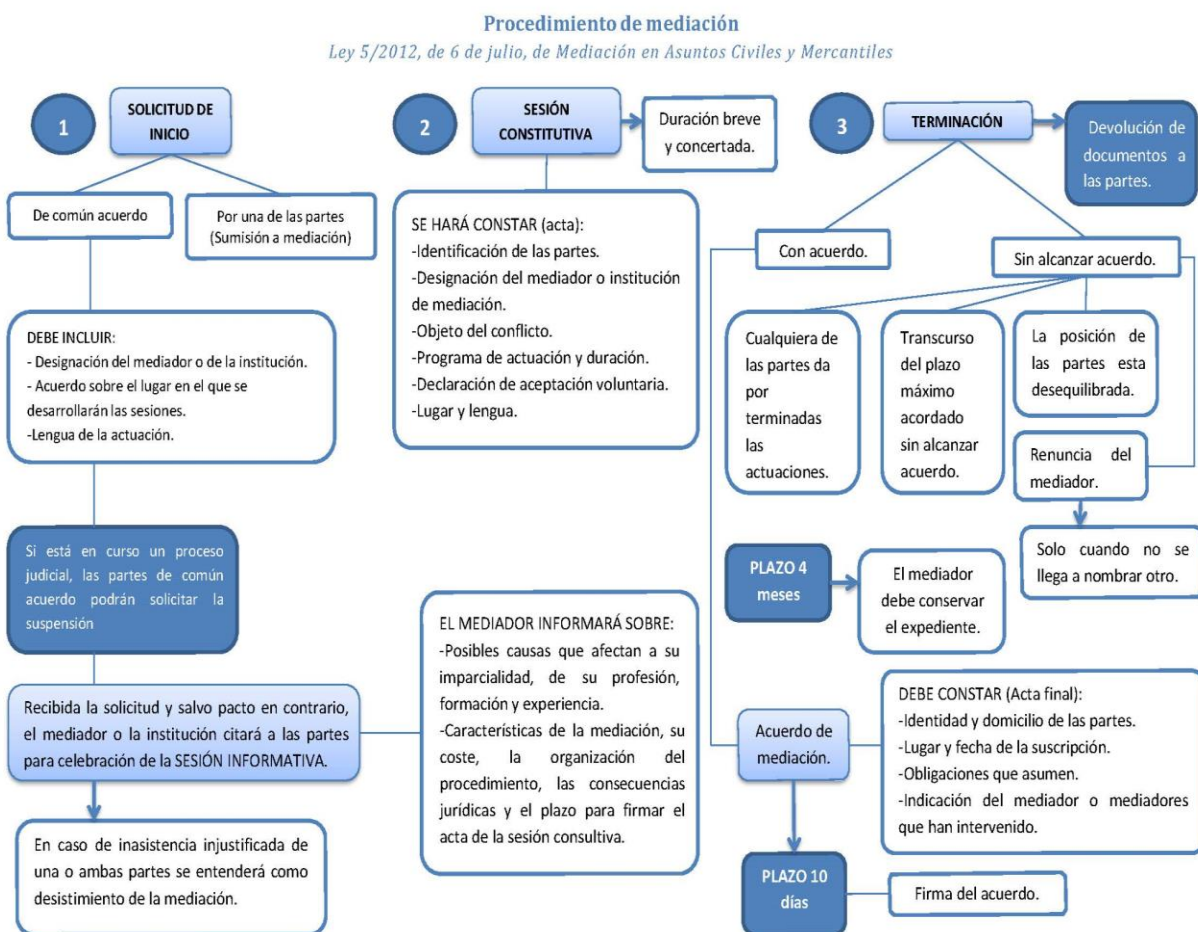 Procedimiento de mediación
Ley 5/2012, de 6 de julio, de Mediación en Asuntos Civiles y Mercantiles
1
SOLICITUD DE
INICIO
De común acuerdo
Por una de las partes
(Sumisión a mediación)
DEBE INCLUIR:
- Designación del mediador o de la institución.
- Acuerdo sobre el lugar en el que se
desarrollarán las sesiones.
- Lengua de la actuación.
Si está en curso un proceso
judicial, las partes de común
acuerdo podrán solicitar la
suspensión
Recibida la solicitud y salvo pacto en contrario,
el mediador o la institución citará a las partes
para celebración de la SESIÓN INFORMATIVA.
En caso de inasistencia injustificada de
una o ambas partes se entenderá como
desistimiento de la mediación.
2
SESIÓN
CONSTITUTIVA
Duración breve
y concertada.
SE HARÁ CONSTAR (acta):
-Identificación de las partes.
-Designación del mediador o institución
de mediación.
-Objeto del conflicto.
-Programa de actuación y duración.
-Declaración de aceptación voluntaria.
-Lugar y lengua.
EL MEDIADOR INFORMARÁ SOBRE:
-Posibles causas que afectan a su
imparcialidad, de su profesión,
formación y experiencia.
-Características de la mediación, su
coste, la organización del
procedimiento, las consecuencias
jurídicas y el plazo para firmar el
acta de la sesión consultiva.
3
TERMINACIÓN
Devolución de
documentos a
las partes.
Con acuerdo.
Sin alcanzar acuerdo.
Cualquiera de
las partes da
por
terminadas
las
actuaciones.
Transcurso
del plazo
máximo
acordado
sin alcanzar
acuerdo.
La posición de
las partes esta
desequilibrada.
Renuncia del
mediador.
Solo cuando no se
llega a nombrar otro.
PLAZO 4
meses
El mediador
debe conservar
el expediente.
Acuerdo de
mediación.
DEBE CONSTAR (Acta final):
-Identidad y domicilio de las partes.
-Lugar y fecha de la suscripción.
-Obligaciones que asumen.
-Indicación del mediador o mediadores
que han intervenido.
PLAZO 10
días
Firma del acuerdo.